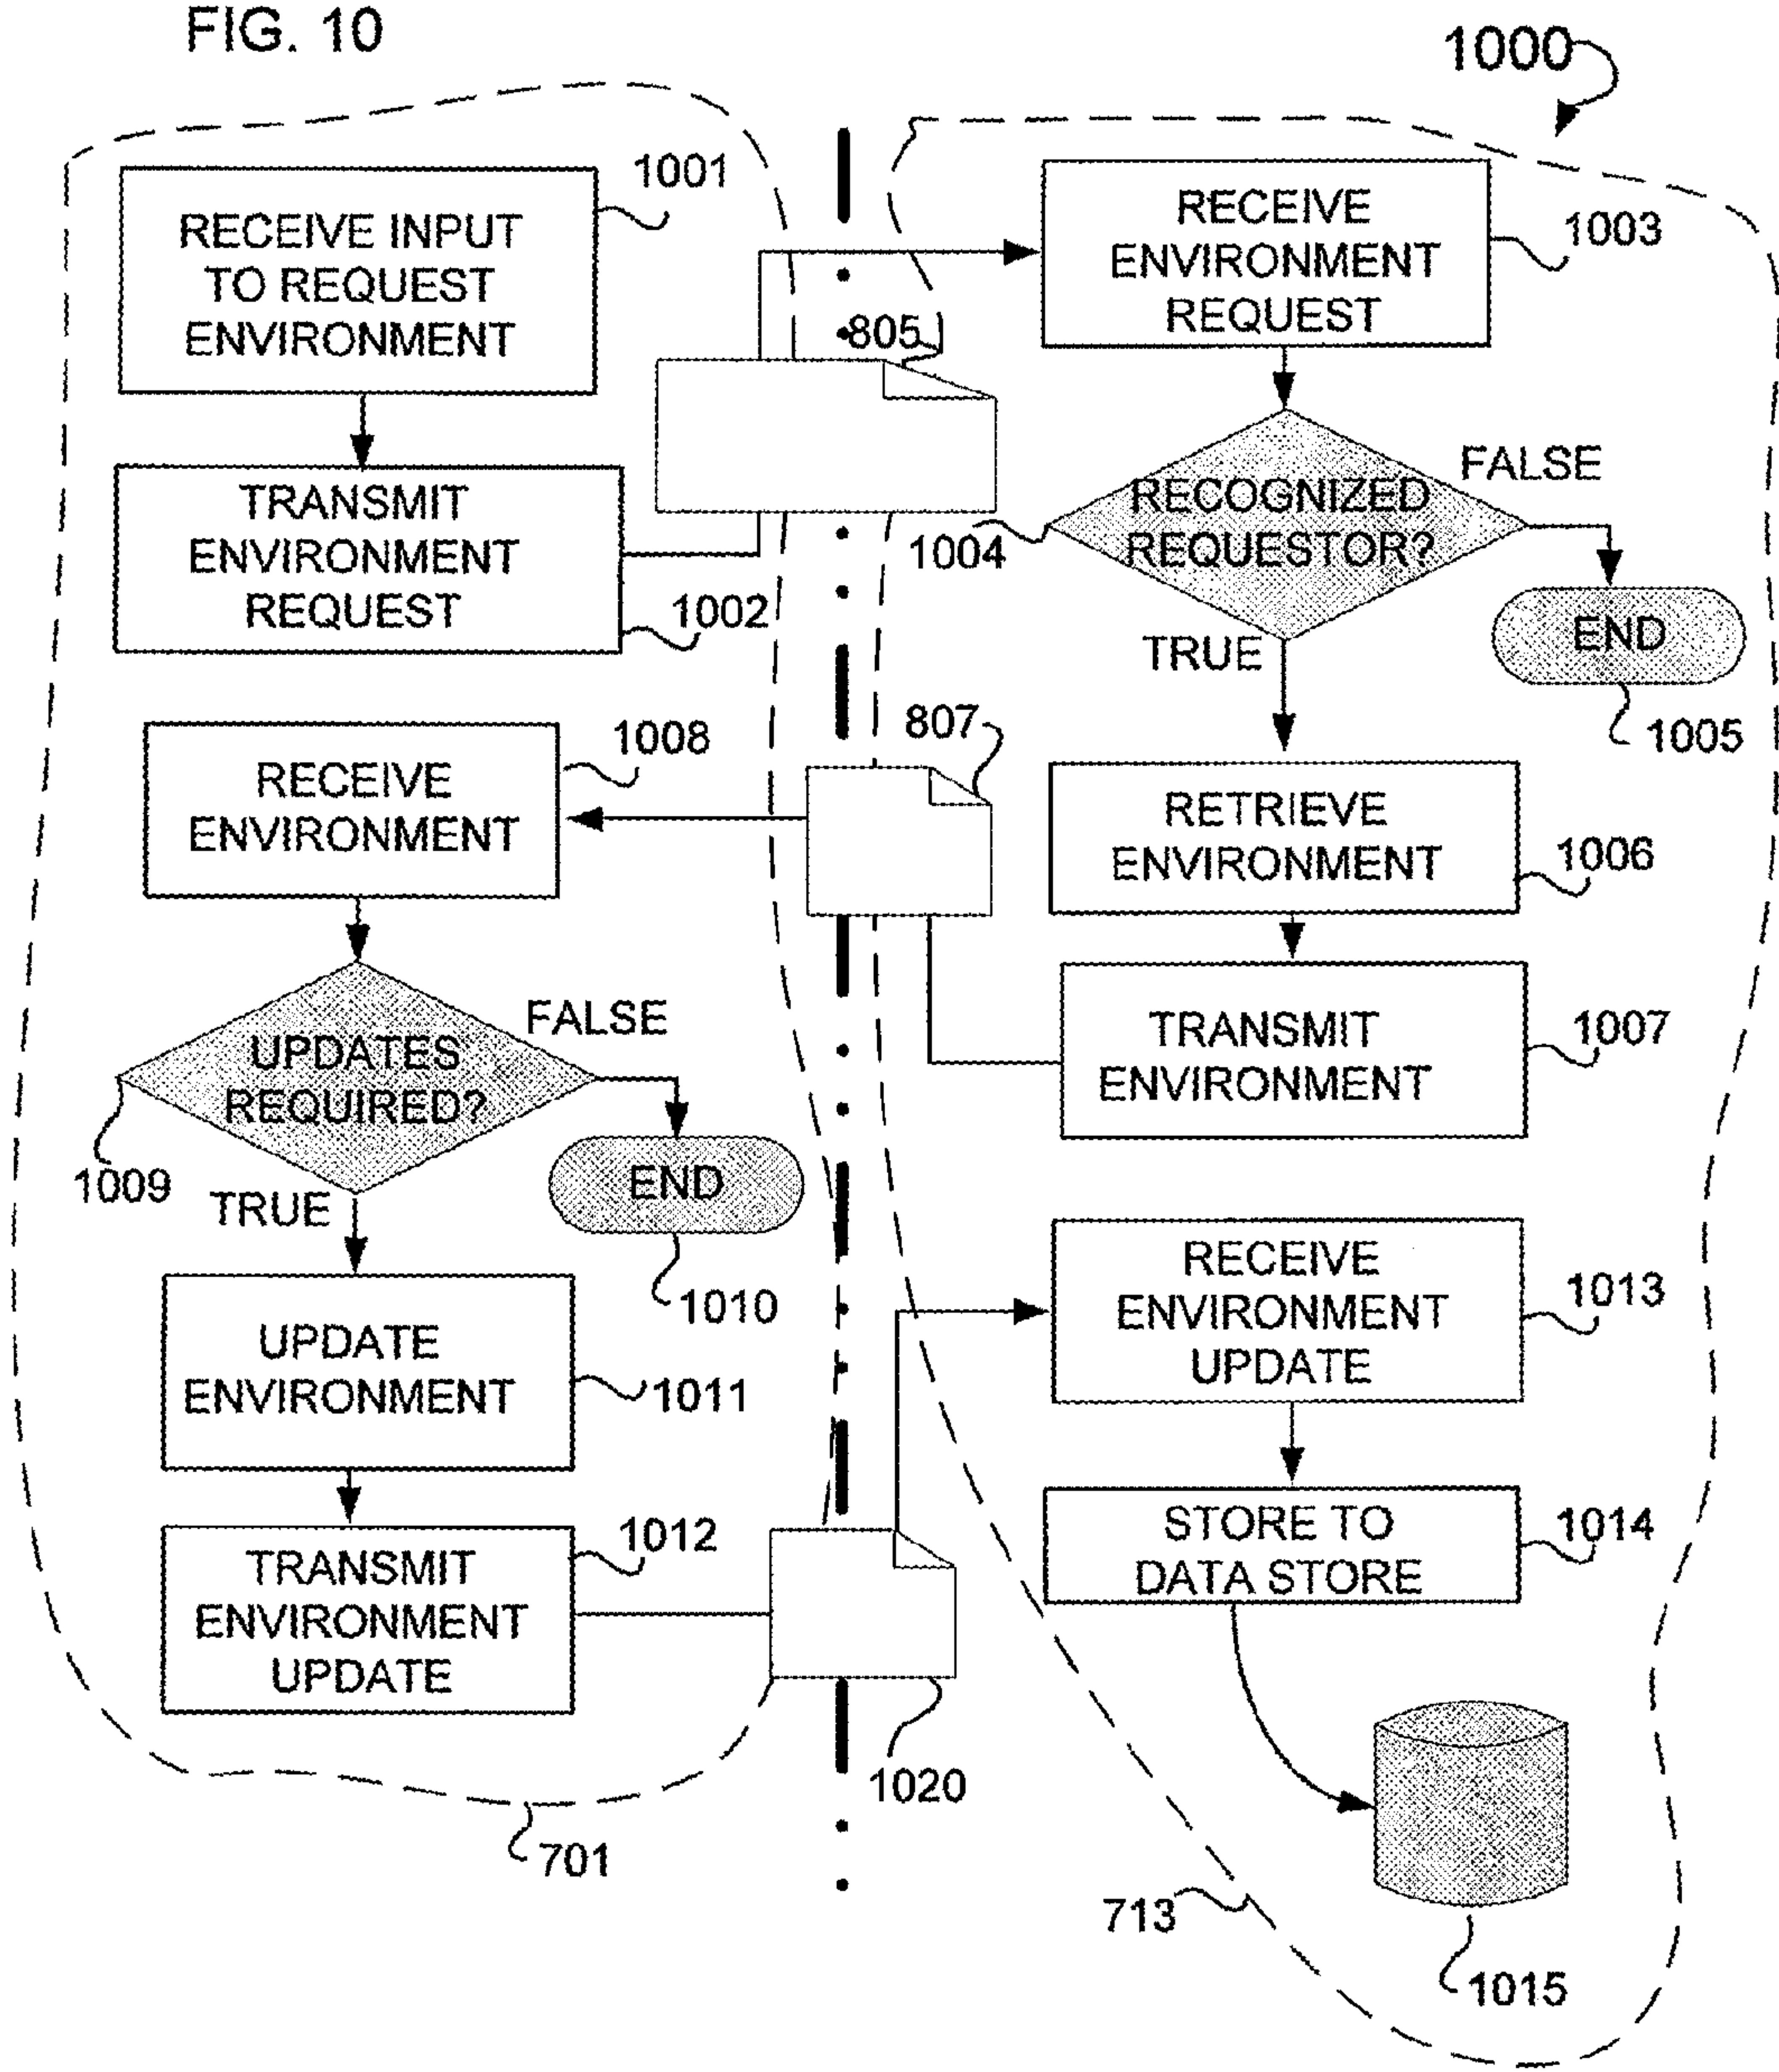 FIG. 10
1000
1001
RECEIVE INPUT
TO REQUEST
ENVIRONMENT
TRANSMIT
ENVIRONMENT
REQUEST
1002
805
RECEIVE
ENVIRONMENT
REQUEST
1003
RECOGNIZED
REQUESTOR?
1004
FALSE
END
1005
TRUE
RETRIEVE
ENVIRONMENT
1006
TRANSMIT
ENVIRONMENT
1007
807
RECEIVE
ENVIRONMENT
1008
UPDATES
REQUIRED?
1009
FALSE
END
1010
TRUE
UPDATE
ENVIRONMENT
1011
TRANSMIT
ENVIRONMENT
UPDATE
1012
1020
RECEIVE
ENVIRONMENT
UPDATE
1013
STORE TO
DATA STORE
1014
1015
701
713